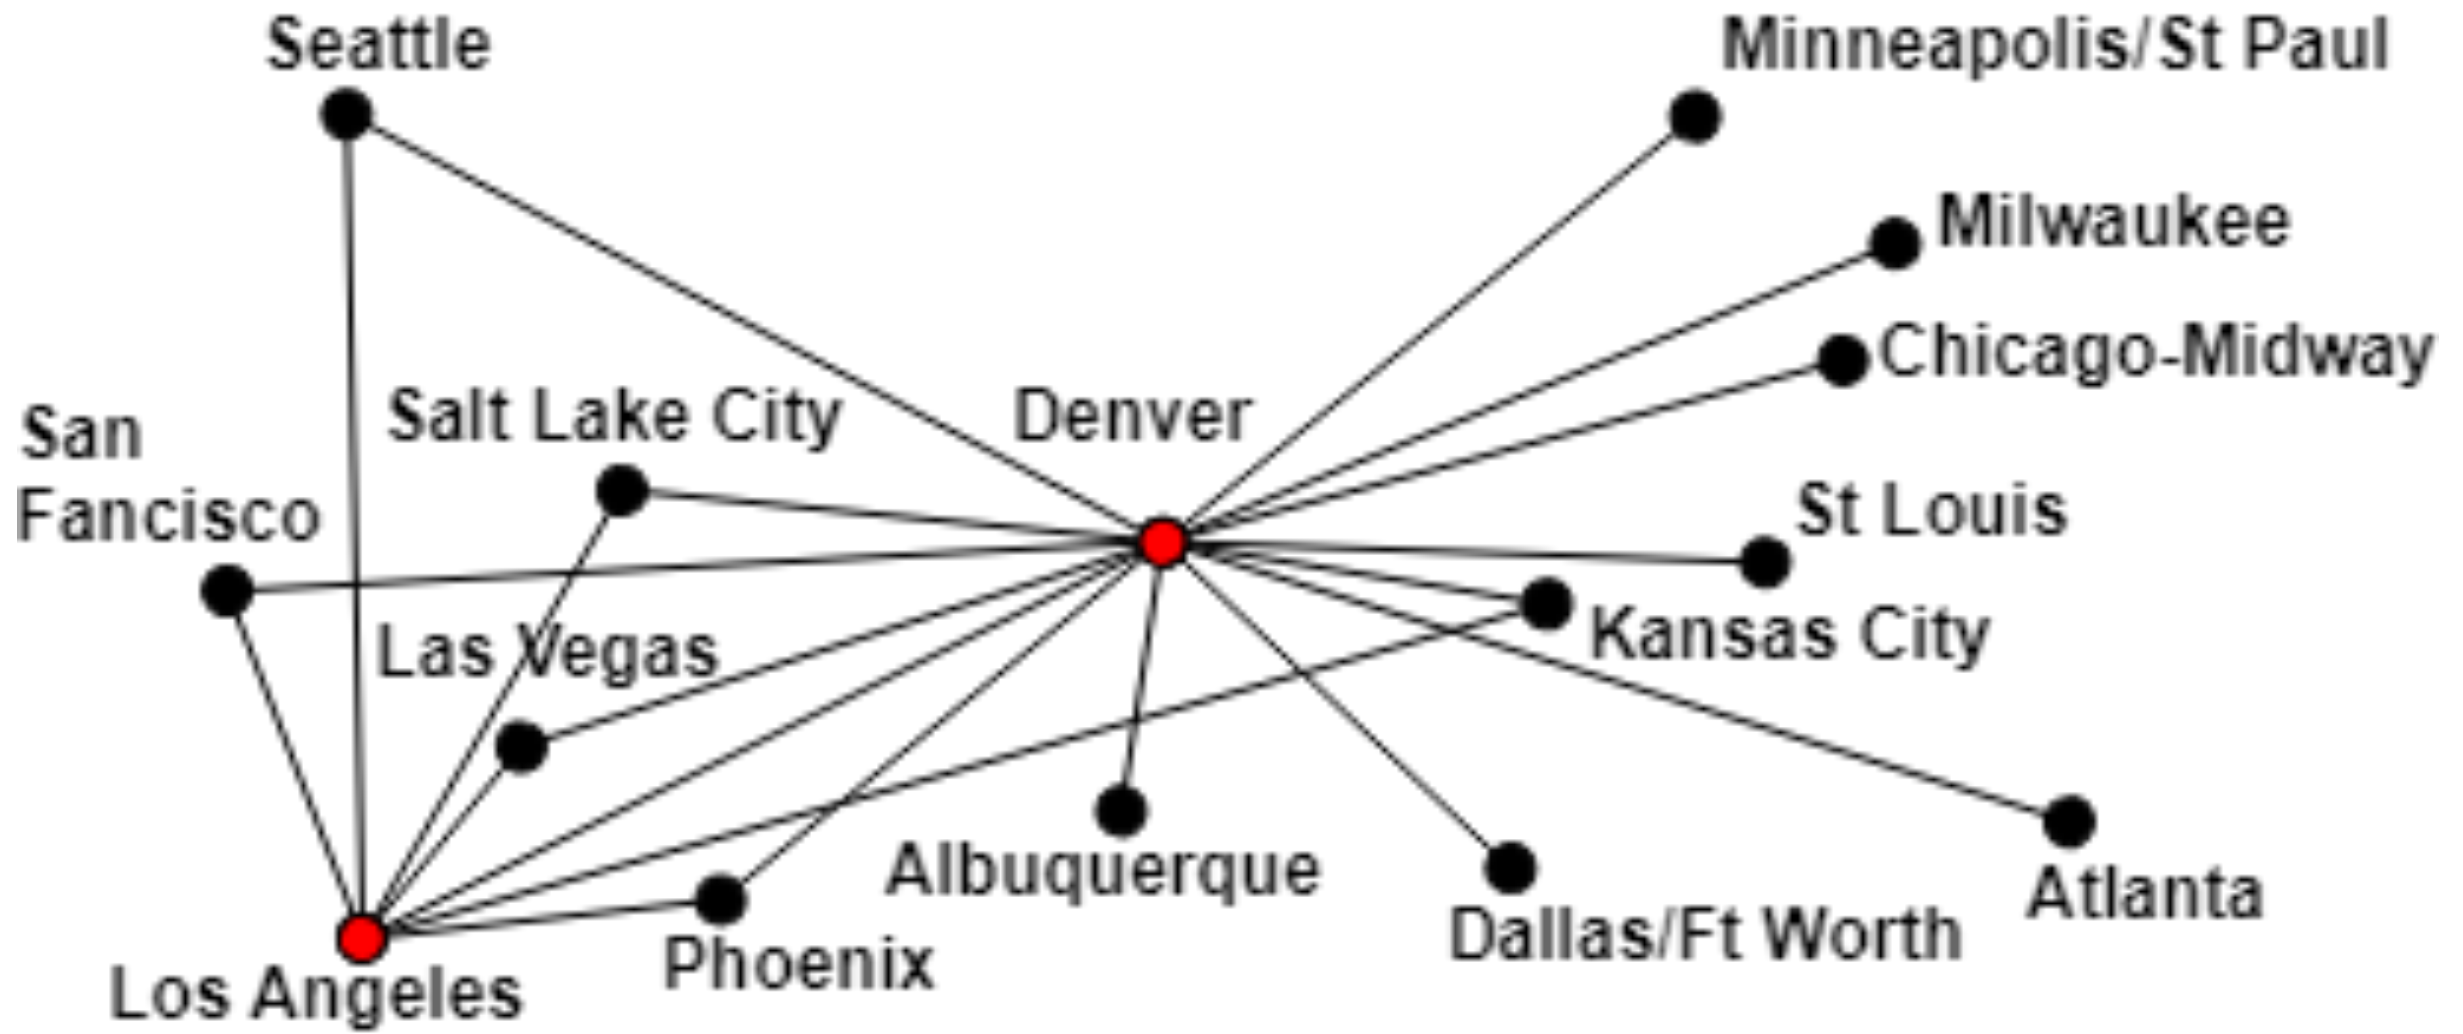 Seattle
Minneapolis/St Paul
Milwaukee
Chicago-Midway
Salt Lake City
Denver
San
Fancisco
St Louis
Las Vegas
Kansas City
Albuquerque
Atlanta
Dallas/Ft Worth
Phoenix
Los Angeles